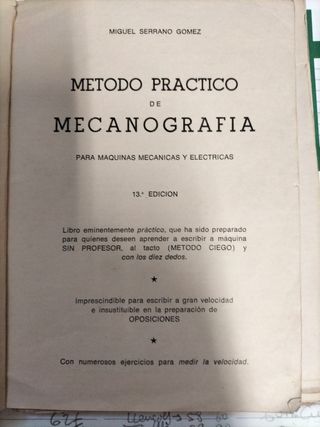 MIGUEL SERRANO GOMEZ
METODO PRACTICO
DE
MECANOGRAFIA
PARA MAQUINAS MECANICAS Y ELECTRICAS
13.ª EDICION
Libro eminentemente práctico, que ha sido preparado
para quienes deseen aprender a escribir a máquina
SIN PROFESOR, al tacto (METODO CIEGO) y
con los diez dedos.
Imprescindible para escribir a gran velocidad
e insustituible en la preparación de
OPOSICIONES
Con numerosos ejercicios para medir la velocidad.